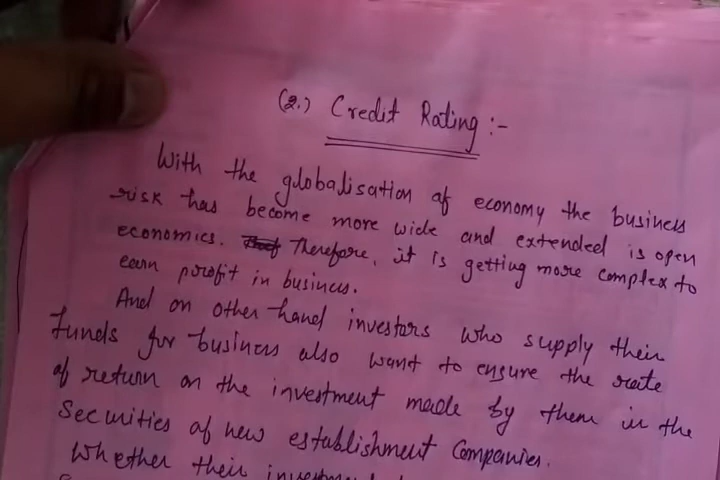 (2.) Credit Rating :-
With the globalisation of economy the business
risk has become more wide and extended is open
economics. Therefore, it is getting more complex to
earn profit in business.
And on other hand investors who supply their
funds for business also want to ensure the rate
of return on the investment made by them in the
Securities of new establishment Companies.
Whether their